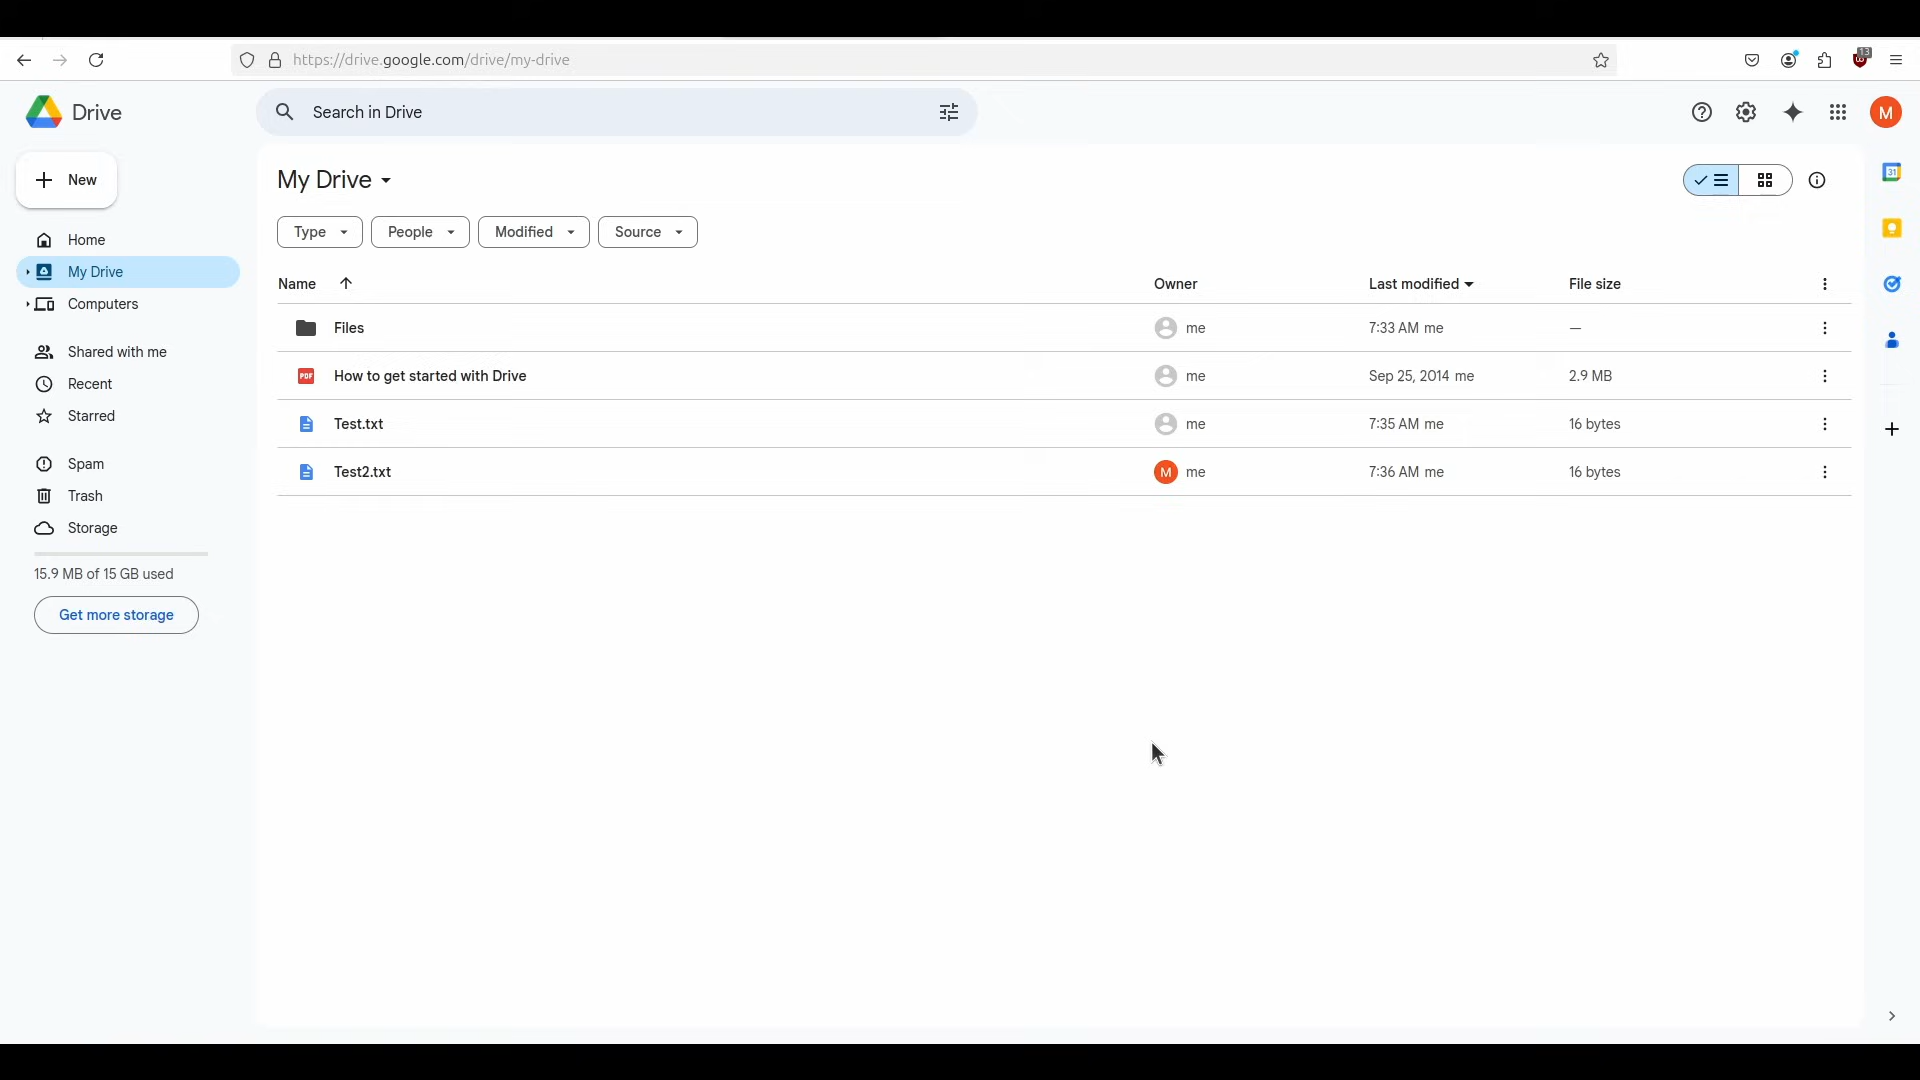 https://drive.google.com/drive/my-drive
13
Drive
Search in Drive
M
New
My Drive
31
Type People Modified Source
Home
My Drive
Computers
Shared with me
Recent
Starred
Spam
Trash
Storage
15.9 MB of 15 GB used
Get more storage
Name Owner Last modified File size
Files me 7:33 AM me —
PDF How to get started with Drive me Sep 25, 2014 me 2.9 MB
Test.txt me 7:35 AM me 16 bytes
Test2.txt M me 7:36 AM me 16 bytes